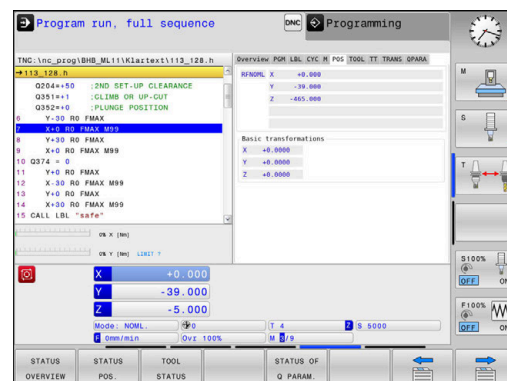 Program run, full sequence
DNC
Programming
TNC:\nc_prog\BHB_ML11\Klartext\113_128.h
→113_128.h
Q204=+50 ;2ND SET-UP CLEARANCE
Q351=+1 ;CLIMB OR UP-CUT
Q352=+0 ;PLUNGE POSITION
6 Y-30 R0 FMAX
7 X+0 R0 FMAX M99
8 Y+30 R0 FMAX
9 X+0 R0 FMAX M99
10 Q374 = 0
11 Y+0 R0 FMAX
12 X-30 R0 FMAX M99
13 Y+0 R0 FMAX
14 X+30 R0 FMAX M99
15 CALL LBL "safe"
Overview PGM LBL CYC M POS TOOL TT TRANS QPARA
RFNOML X +0.000
Y -39.000
Z -465.000
Basic transformations
X +0.0000
Y +0.0000
Z +0.0000
0% X [Nm]
0% Y [Nm] LIMIT ?
X +0.000
Y -39.000
Z -5.000
Mode: NOML. 0 T 4 Z S 5000
F 0mm/min Ovr 100% M 5/9
STATUS OVERVIEW
STATUS POS.
TOOL STATUS
STATUS OF Q PARAM.
M
S
T
S100%
OFF ON
F100%
OFF ON